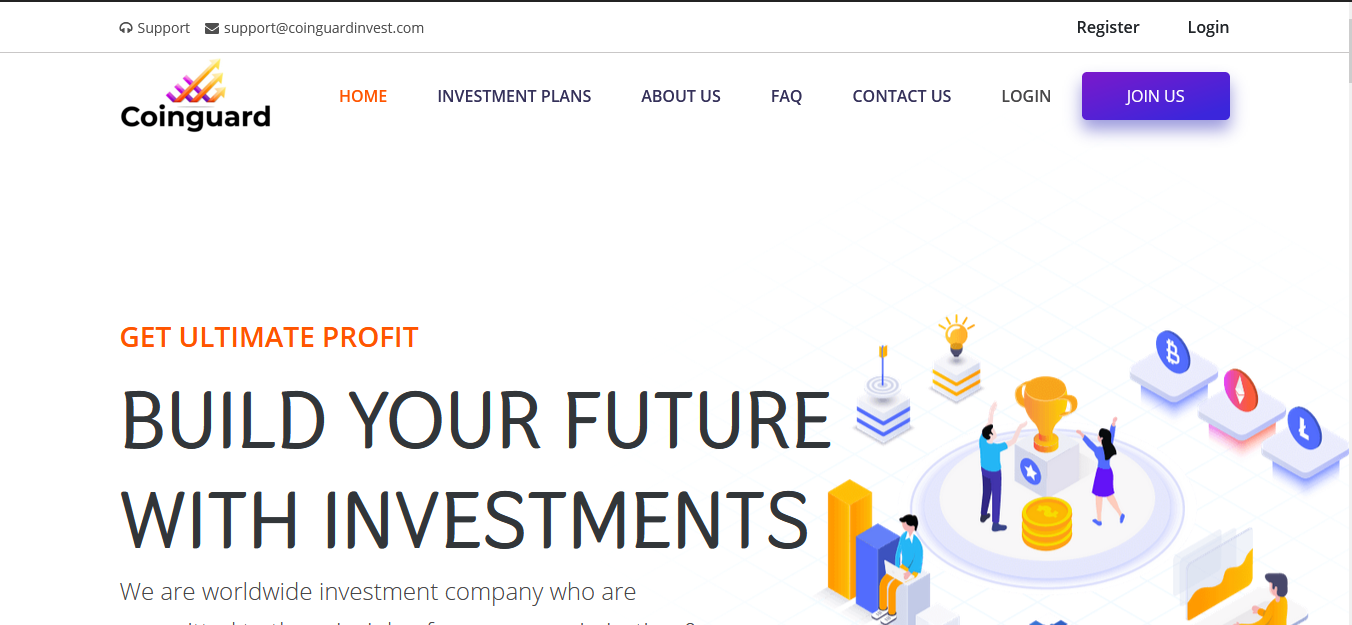 Support support@coinguardinvest.com Register Login
Coinguard
HOME INVESTMENT PLANS ABOUT US FAQ CONTACT US LOGIN JOIN US
GET ULTIMATE PROFIT
BUILD YOUR FUTURE
WITH INVESTMENTS
We are worldwide investment company who are